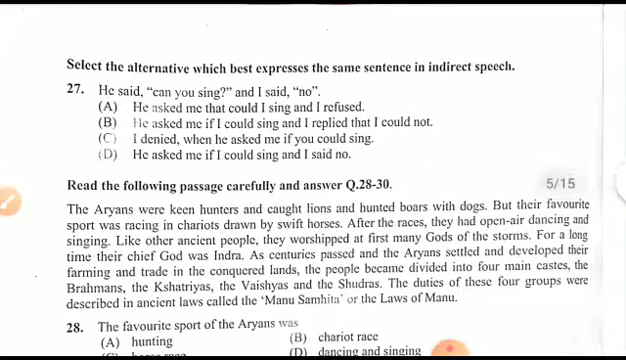 Select the alternative which best expresses the same sentence in indirect speech.
27. He said, "can you sing?" and I said, "no".
(A) He asked me that could I sing and I refused.
(B) He asked me if I could sing and I replied that I could not.
(C) I denied, when he asked me if you could sing.
(D) He asked me if I could sing and I said no.
Read the following passage carefully and answer Q.28-30.
5/15
The Aryans were keen hunters and caught lions and hunted boars with dogs. But their favourite
sport was racing in chariots drawn by swift horses. After the races, they had open-air dancing and
singing. Like other ancient people, they worshipped at first many Gods of the storms. For a long
time their chief God was Indra. As centuries passed and the Aryans settled and developed their
farming and trade in the conquered lands, the people became divided into four main castes, the
Brahmans, the Kshatriyas, the Vaishyas and the Shudras. The duties of these four groups were
described in ancient laws called the 'Manu Samhita' or the Laws of Manu.
28. The favourite sport of the Aryans was
(A) hunting (B) chariot race
(D) dancing and singing